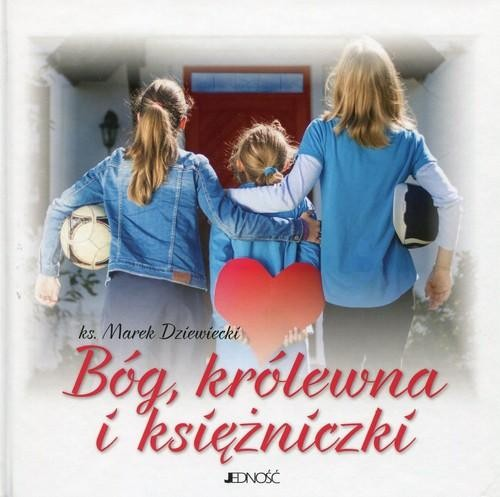 ks. Marek Dziewiecki
Bóg, królewna
i księżniczki
JEDNOŚĆ